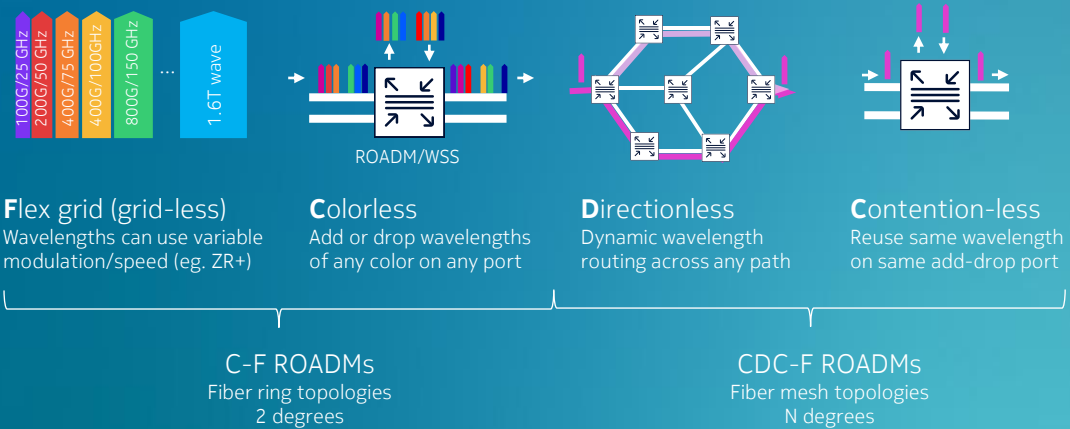 100G/25 GHz
200G/50 GHz
400G/75 GHz
400G/100GHz
800G/150 GHz
...
1.6T wave
ROADM/WSS
Flex grid (grid-less)
Wavelengths can use variable
modulation/speed (eg. ZR+)
Colorless
Add or drop wavelengths
of any color on any port
Directionless
Dynamic wavelength
routing across any path
Contention-less
Reuse same wavelength
on same add-drop port
C-F ROADMs
Fiber ring topologies
2 degrees
CDC-F ROADMs
Fiber mesh topologies
N degrees